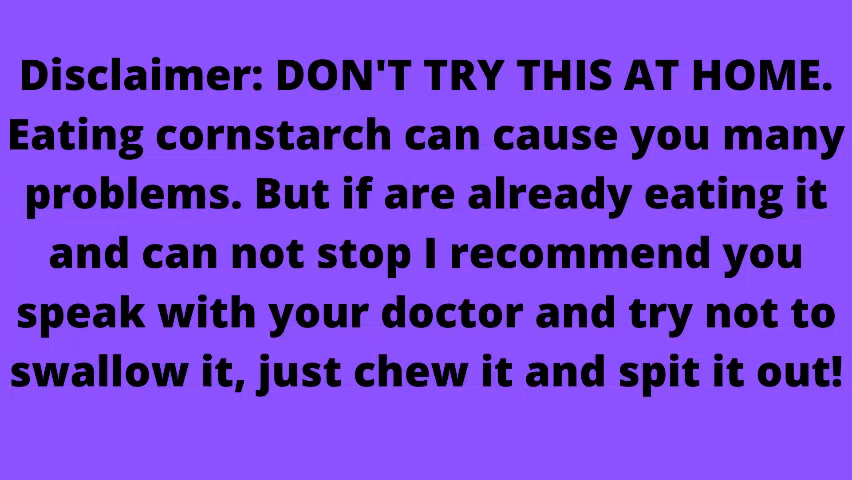 Disclaimer: DON'T TRY THIS AT HOME.
Eating cornstarch can cause you many
problems. But if are already eating it
and can not stop I recommend you
speak with your doctor and try not to
swallow it, just chew it and spit it out!